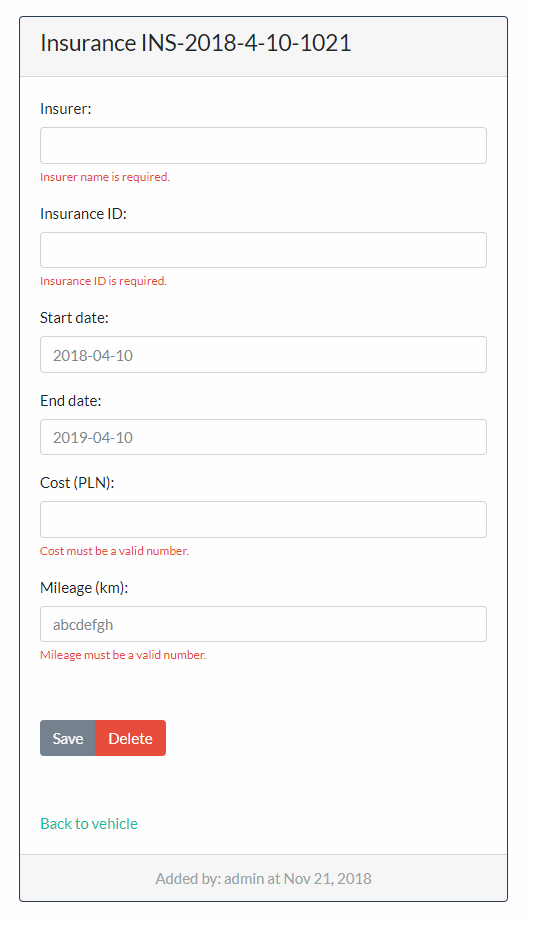 Insurance INS-2018-4-10-1021
Insurer:
Insurer name is required.
Insurance ID:
Insurance ID is required.
Start date:
2018-04-10
End date:
2019-04-10
Cost (PLN):
Cost must be a valid number.
Mileage (km):
abcdefgh
Mileage must be a valid number.
Save Delete
Back to vehicle
Added by: admin at Nov 21, 2018